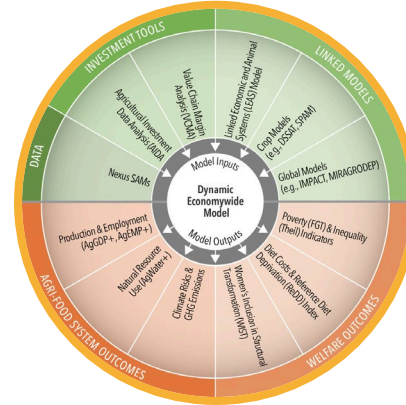 INVESTMENT TOOLS
LINKED MODELS
DATA
Value Chain Margin
Analysis (VCMA)
Agricultural Investment
Data Analysis (AIDA
Nexus SAMs
Linked Economic and Animal
Systems (LEAS) Model
Crop Models
(e.g., DSSAT, SPAM)
Global Models
(e.g., IMPACT, MIRAGRODEP)
Model Inputs
Dynamic
Economywide
Model
Model Outputs
Production & Employment
(AgGDP+, AgEMP+)
Natural Resource
Use (AgWater+)
Climate Risks &
GHG Emissions
Women's Inclusion in Structural
Transformation (WIST)
Diet Costs & Reference Diet
Deprivation (ReDD) Index
Poverty (FGT) & Inequality
(Theil) Indicators
AGRI-FOOD SYSTEM OUTCOMES
WELFARE OUTCOMES